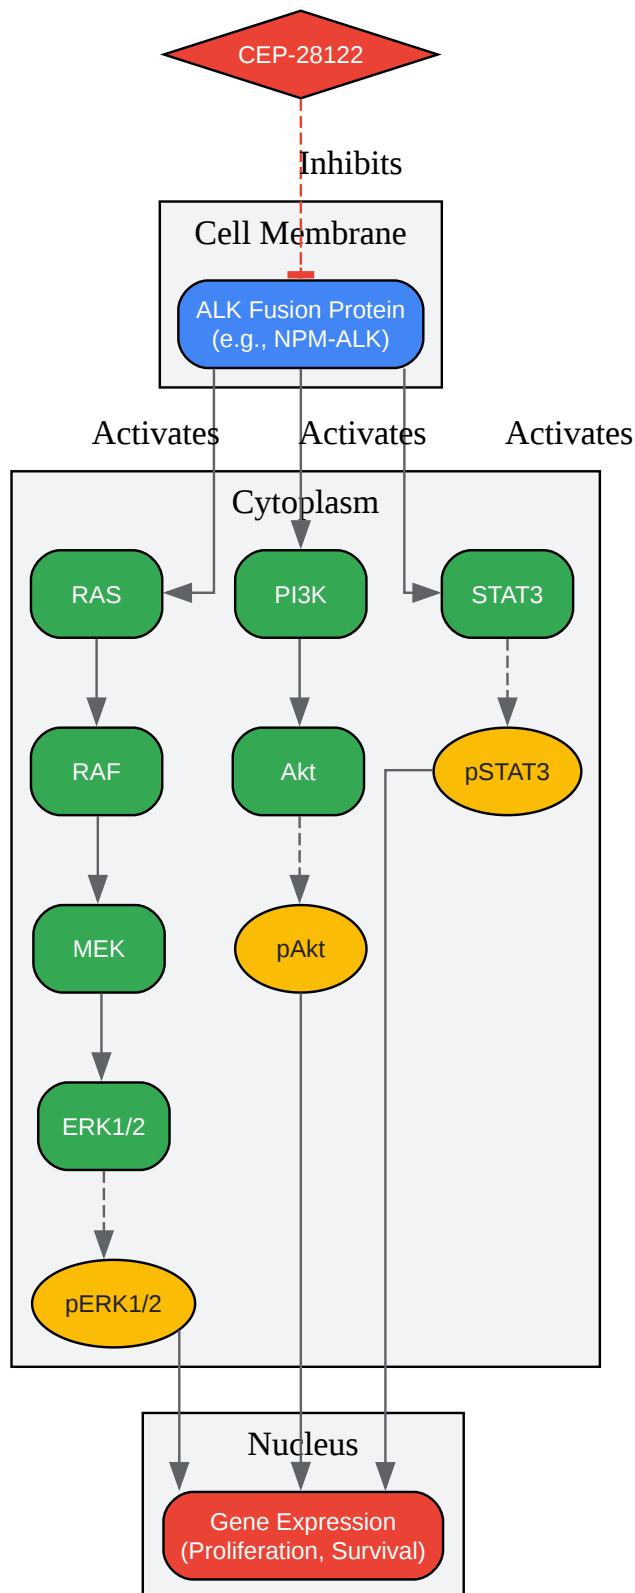 CEP-28122
Inhibits
Cell Membrane
ALK Fusion Protein
(e.g., NPM-ALK)
Activates
Activates
Activates
Cytoplasm
RAS
PI3K
STAT3
RAF
Akt
pSTAT3
MEK
pAkt
ERK1/2
pERK1/2
Nucleus
Gene Expression
(Proliferation, Survival)